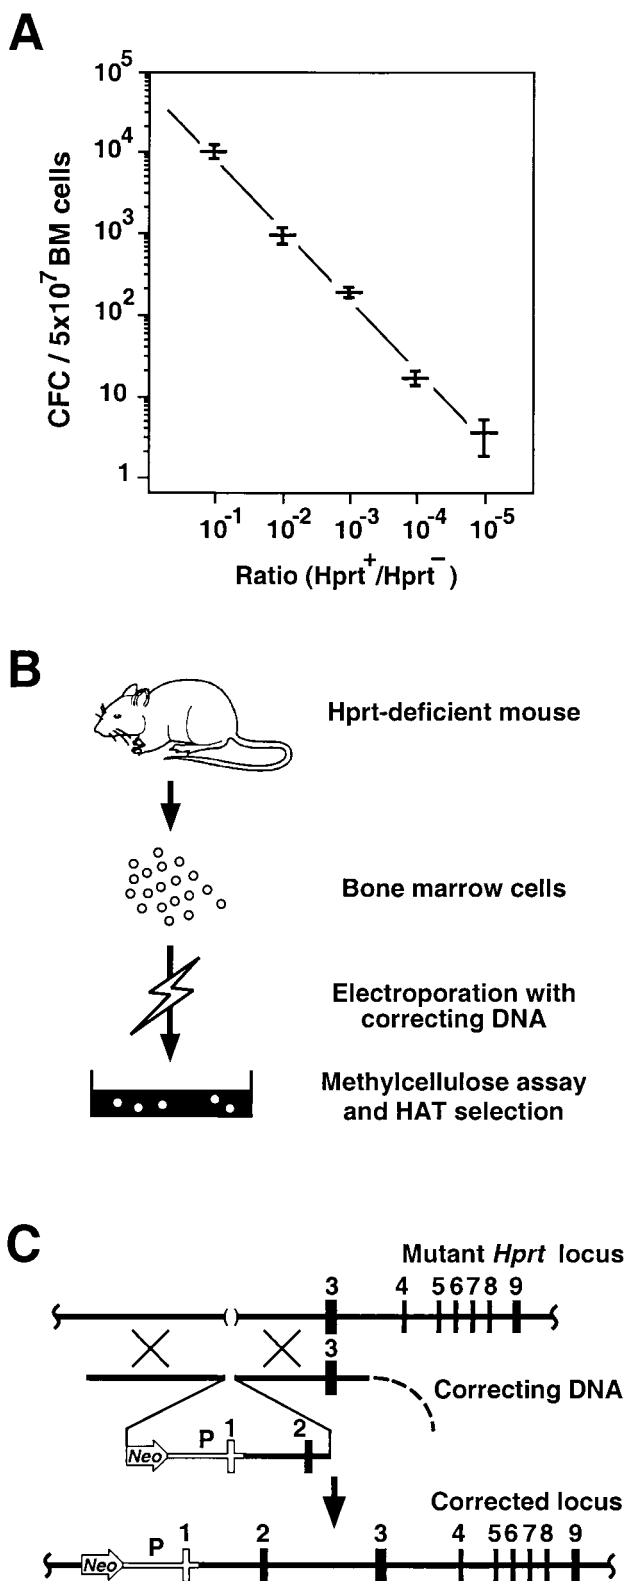 A
10^5
10^4
10^3
10^2
10
1
CFC / 5x10^7 BM cells
10^-1 10^-2 10^-3 10^-4 10^-5
Ratio (Hprt^+/Hprt^-)
B
Hprt-deficient mouse
Bone marrow cells
Electroporation with
correcting DNA
Methylcellulose assay
and HAT selection
C
Mutant Hprt locus
3 4 5 6 7 8 9
3
Correcting DNA
Neo P 1 2
Corrected locus
Neo P 1 2 3 4 5 6 7 8 9